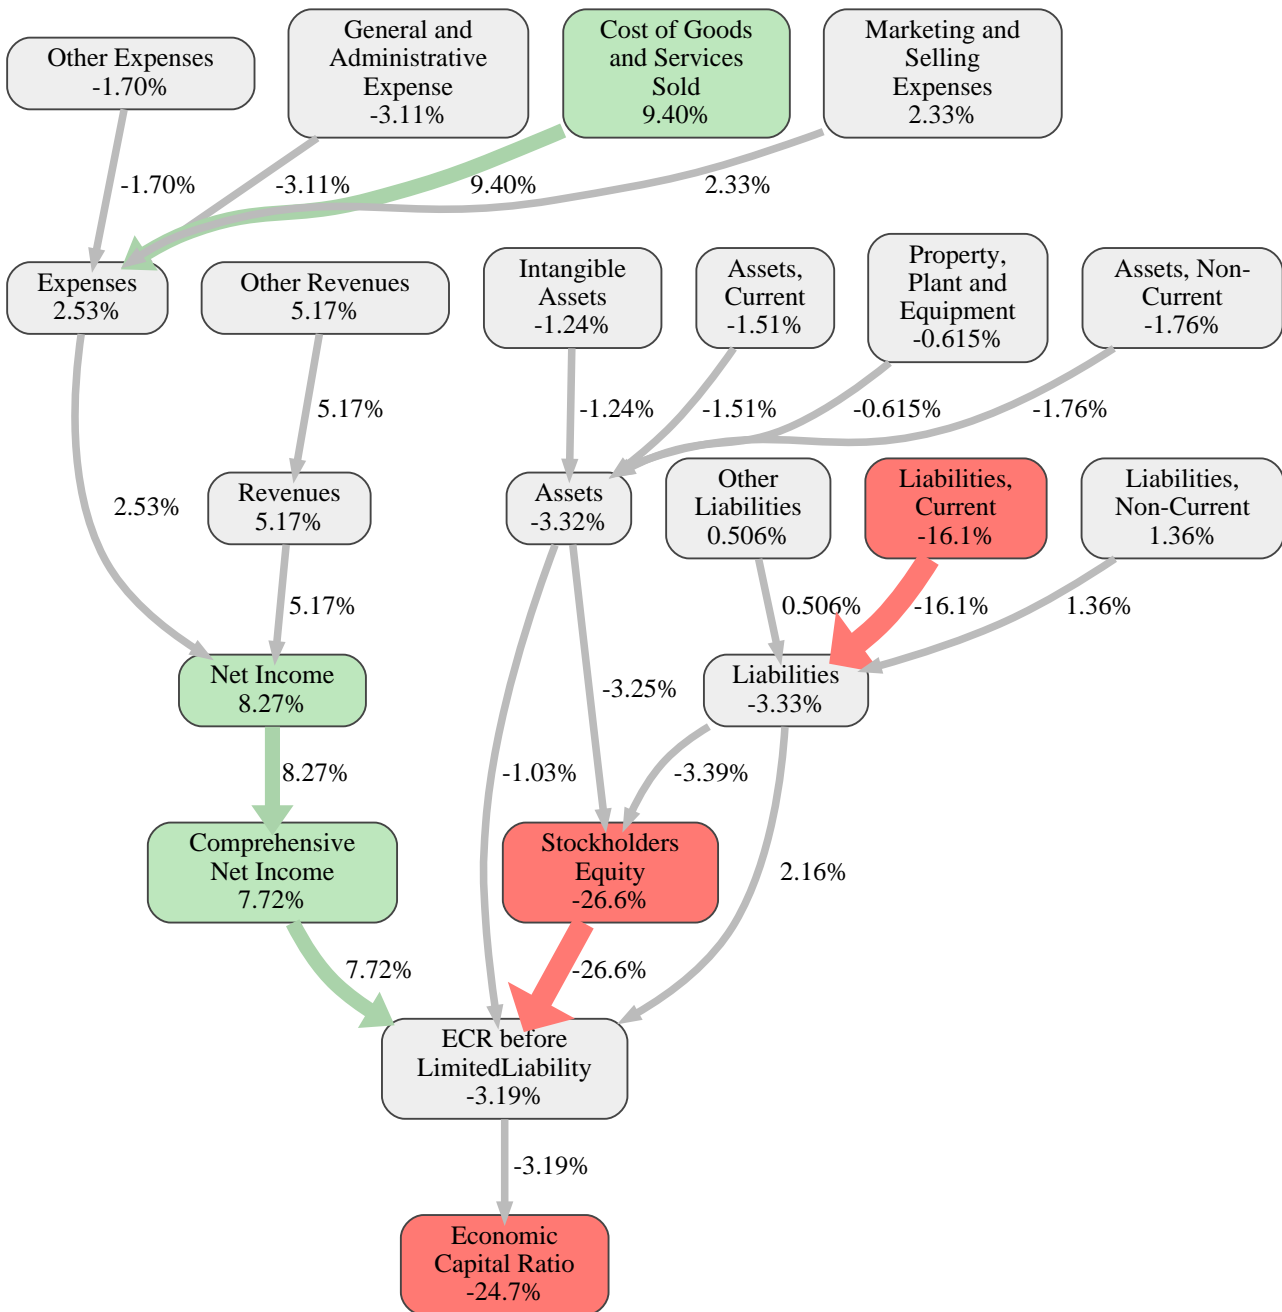 Other Expenses
-1.70%
General and
Administrative
Expense
-3.11%
Cost of Goods
and Services
Sold
9.40%
Marketing and
Selling
Expenses
2.33%
-1.70%
-3.11%
9.40%
2.33%
Expenses
2.53%
Other Revenues
5.17%
Intangible
Assets
-1.24%
Assets,
Current
-1.51%
Property,
Plant and
Equipment
-0.615%
Assets, Non-
Current
-1.76%
5.17%
-1.24%
-1.51%
-0.615%
-1.76%
2.53%
Revenues
5.17%
Assets
-3.32%
Other
Liabilities
0.506%
Liabilities,
Current
-16.1%
Liabilities,
Non-Current
1.36%
5.17%
0.506%
-16.1%
1.36%
Net Income
8.27%
-3.25%
Liabilities
-3.33%
8.27%
-1.03%
-3.39%
Comprehensive
Net Income
7.72%
Stockholders
Equity
-26.6%
2.16%
7.72%
-26.6%
ECR before
LimitedLiability
-3.19%
-3.19%
Economic
Capital Ratio
-24.7%